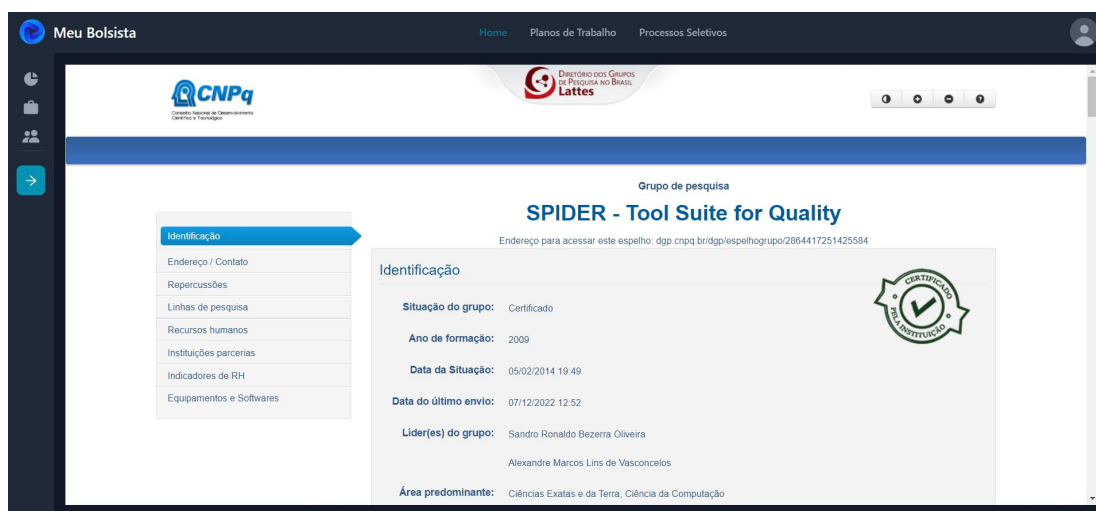 Meu Bolsista
Home Planos de Trabalho Processos Seletivos
CNPq
Conselho Nacional de Desenvolvimento
Científico e Tecnológico
DIRETÓRIO DOS GRUPOS
DE PESQUISA NO BRASIL
Lattes
Grupo de pesquisa
SPIDER - Tool Suite for Quality
Endereço para acessar este espelho: dgp.cnpq.br/dgp/espelhogrupo/2864417251425584
Identificação
Endereço / Contato
Repercussões
Linhas de pesquisa
Recursos humanos
Instituições parcerias
Indicadores de RH
Equipamentos e Softwares
Identificação
CERTIFICADO
PELA INSTITUIÇÃO
Situação do grupo: Certificado
Ano de formação: 2009
Data da Situação: 05/02/2014 19:49
Data do último envio: 07/12/2022 12:52
Líder(es) do grupo: Sandro Ronaldo Bezerra Oliveira
Alexandre Marcos Lins de Vasconcelos
Área predominante: Ciências Exatas e da Terra; Ciência da Computação